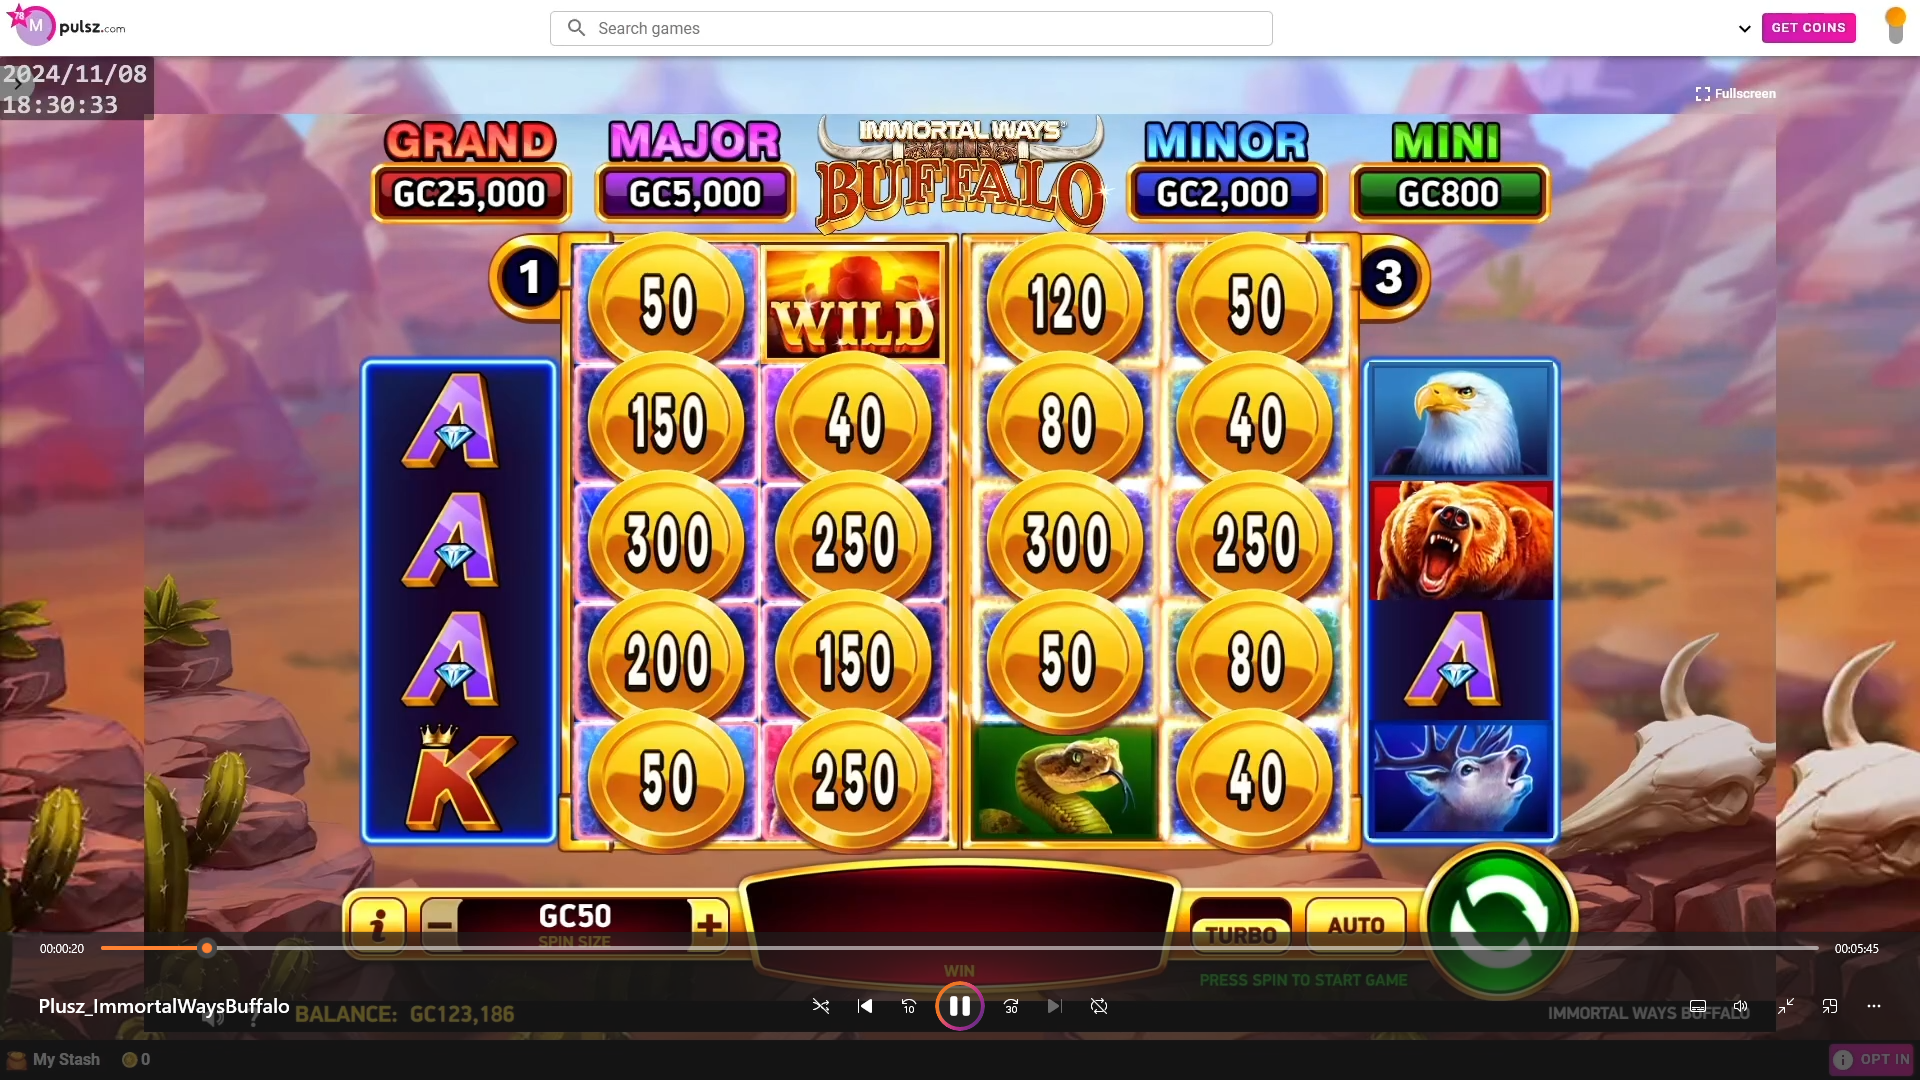 78
M
pulsz.com
Search games
GET COINS
2024/11/08
18:30:33
Fullscreen
GRAND
MAJOR
IMMORTAL WAYS
BUFFALO
MINOR
MINI
GC25,000
GC5,000
GC2,000
GC800
1
50
WILD
120
50
3
150
40
80
40
A
300
250
300
250
A
200
150
50
80
A
A
50
250
40
K
i
GC50
SPIN SIZE
TURBO
AUTO
00:00:20
00:05:45
WIN
PRESS SPIN TO START GAME
Plusz_ImmortalWaysBuffalo
?
BALANCE: GC123,186
10
30
IMMORTAL WAYS BUFFALO
My Stash
0
OPT IN